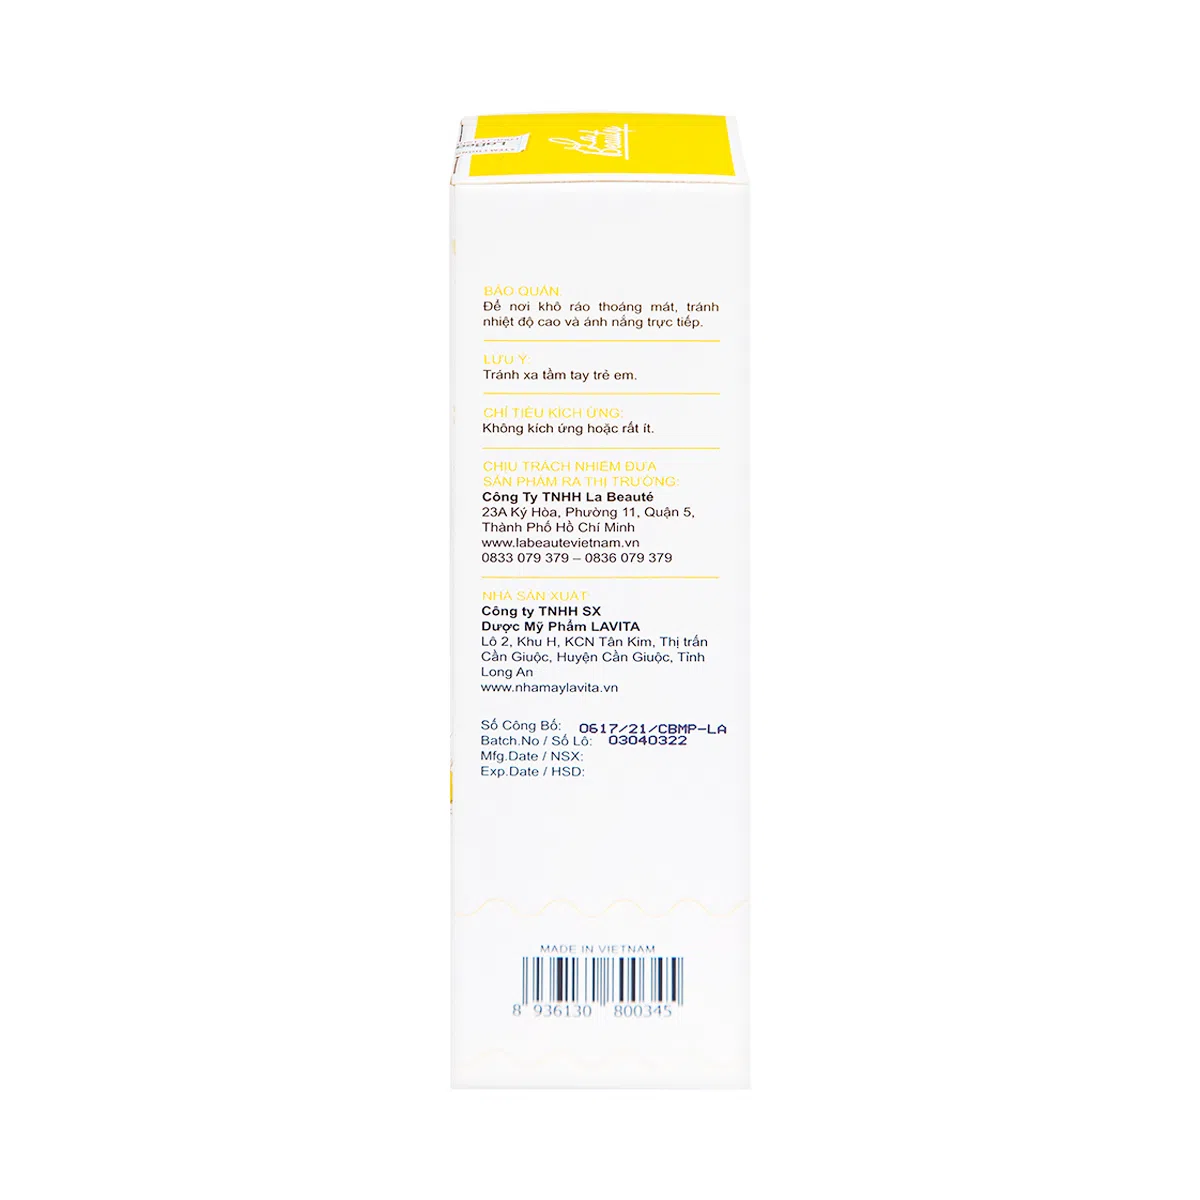 La
Beauté
BẢO QUẢN:
Để nơi khô ráo thoáng mát, tránh
nhiệt độ cao và ánh nắng trực tiếp.
LƯU Ý:
Tránh xa tầm tay trẻ em.
CHỈ TIÊU KÍCH ỨNG:
Không kích ứng hoặc rất ít.
CHỊU TRÁCH NHIỆM ĐƯA
SẢN PHẨM RA THỊ TRƯỜNG:
Công Ty TNHH La Beauté
23A Ký Hòa, Phường 11, Quận 5,
Thành Phố Hồ Chí Minh
www.labeautevietnam.vn
0833 079 379 – 0836 079 379
NHÀ SẢN XUẤT:
Công ty TNHH SX
Dược Mỹ Phẩm LAVITA
Lô 2, Khu H, KCN Tân Kim, Thị trấn
Cần Giuộc, Huyện Cần Giuộc, Tỉnh
Long An
www.nhamaylavita.vn
Số Công Bố: 0617/21/CBMP-LA
Batch.No / Số Lô: 03040322
Mfg.Date / NSX:
Exp.Date / HSD:
MADE IN VIETNAM
8 936130 800345